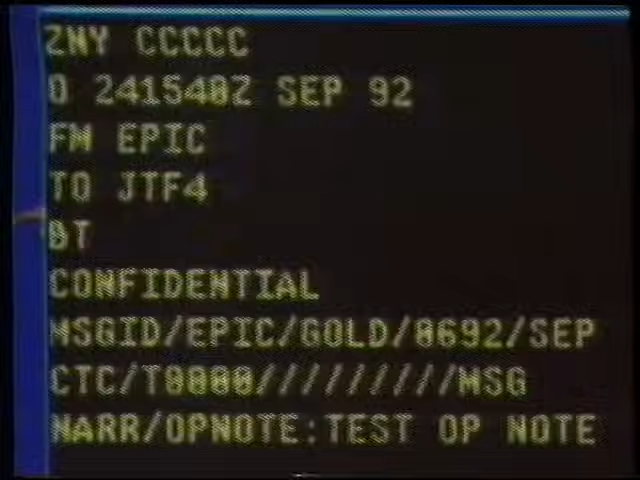 ZNY CCCCC
O 241540Z SEP 92
FM EPIC
TO JTF4
BT
CONFIDENTIAL
MSGID/EPIC/GOLD/0692/SEP
CTC/T0000/////////MSG
NARR/OPNOTE:TEST OP NOTE